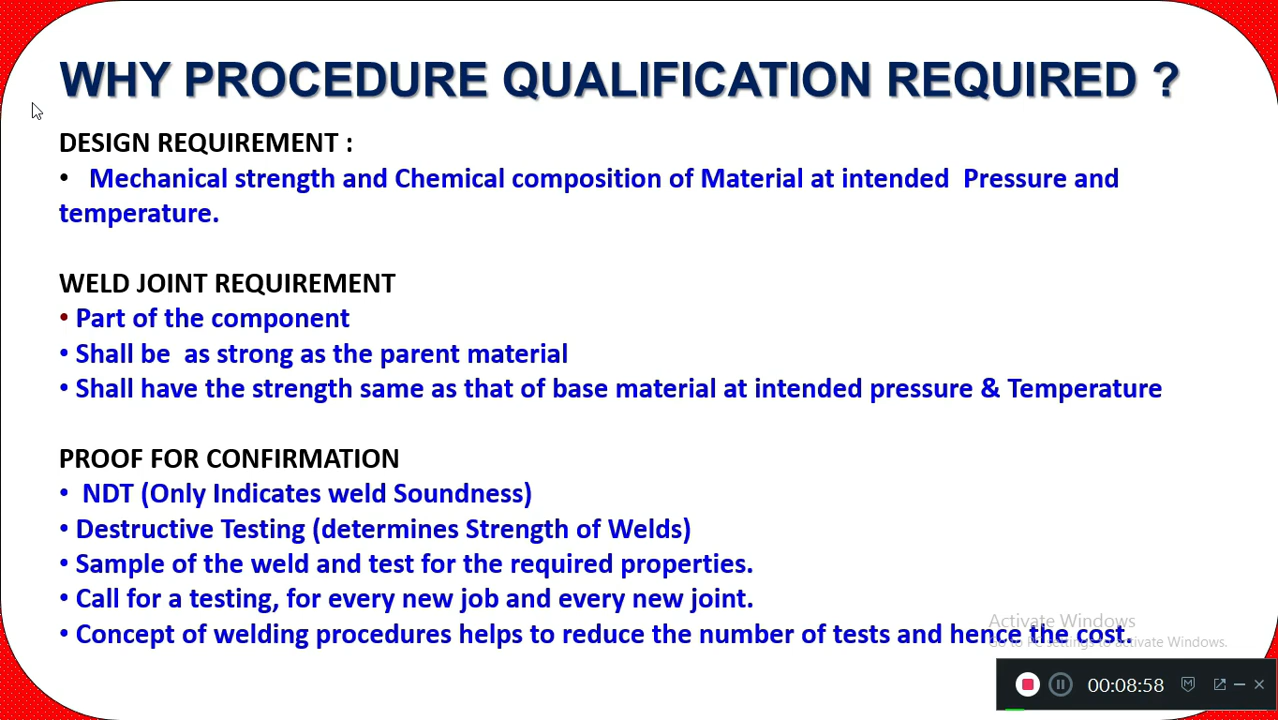 WHY PROCEDURE QUALIFICATION REQUIRED ?
DESIGN REQUIREMENT :
• Mechanical strength and Chemical composition of Material at intended Pressure and
temperature.
WELD JOINT REQUIREMENT
• Part of the component
• Shall be as strong as the parent material
• Shall have the strength same as that of base material at intended pressure & Temperature
PROOF FOR CONFIRMATION
• NDT (Only Indicates weld Soundness)
• Destructive Testing (determines Strength of Welds)
• Sample of the weld and test for the required properties.
• Call for a testing, for every new job and every new joint.
• Concept of welding procedures helps to reduce the number of tests and hence the cost.
Activate Windows
Go to PC settings to activate Windows.
00:08:58